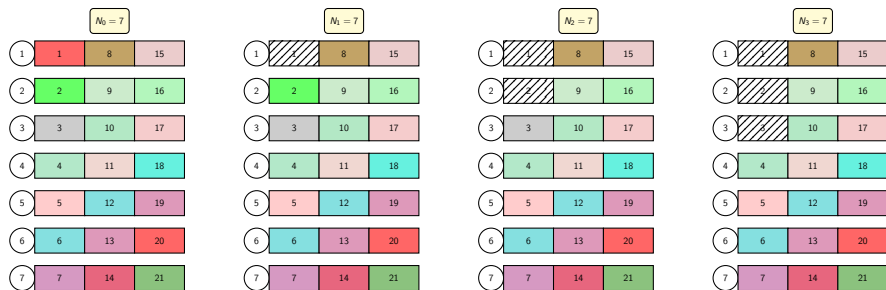 N0 = 7 N1 = 7 N2 = 7 N3 = 7
1 1 8 15 1 1 8 15 1 1 8 15 1 1 8 15
2 2 9 16 2 2 9 16 2 2 9 16 2 2 9 16
3 3 10 17 3 3 10 17 3 3 10 17 3 3 10 17
4 4 11 18 4 4 11 18 4 4 11 18 4 4 11 18
5 5 12 19 5 5 12 19 5 5 12 19 5 5 12 19
6 6 13 20 6 6 13 20 6 6 13 20 6 6 13 20
7 7 14 21 7 7 14 21 7 7 14 21 7 7 14 21